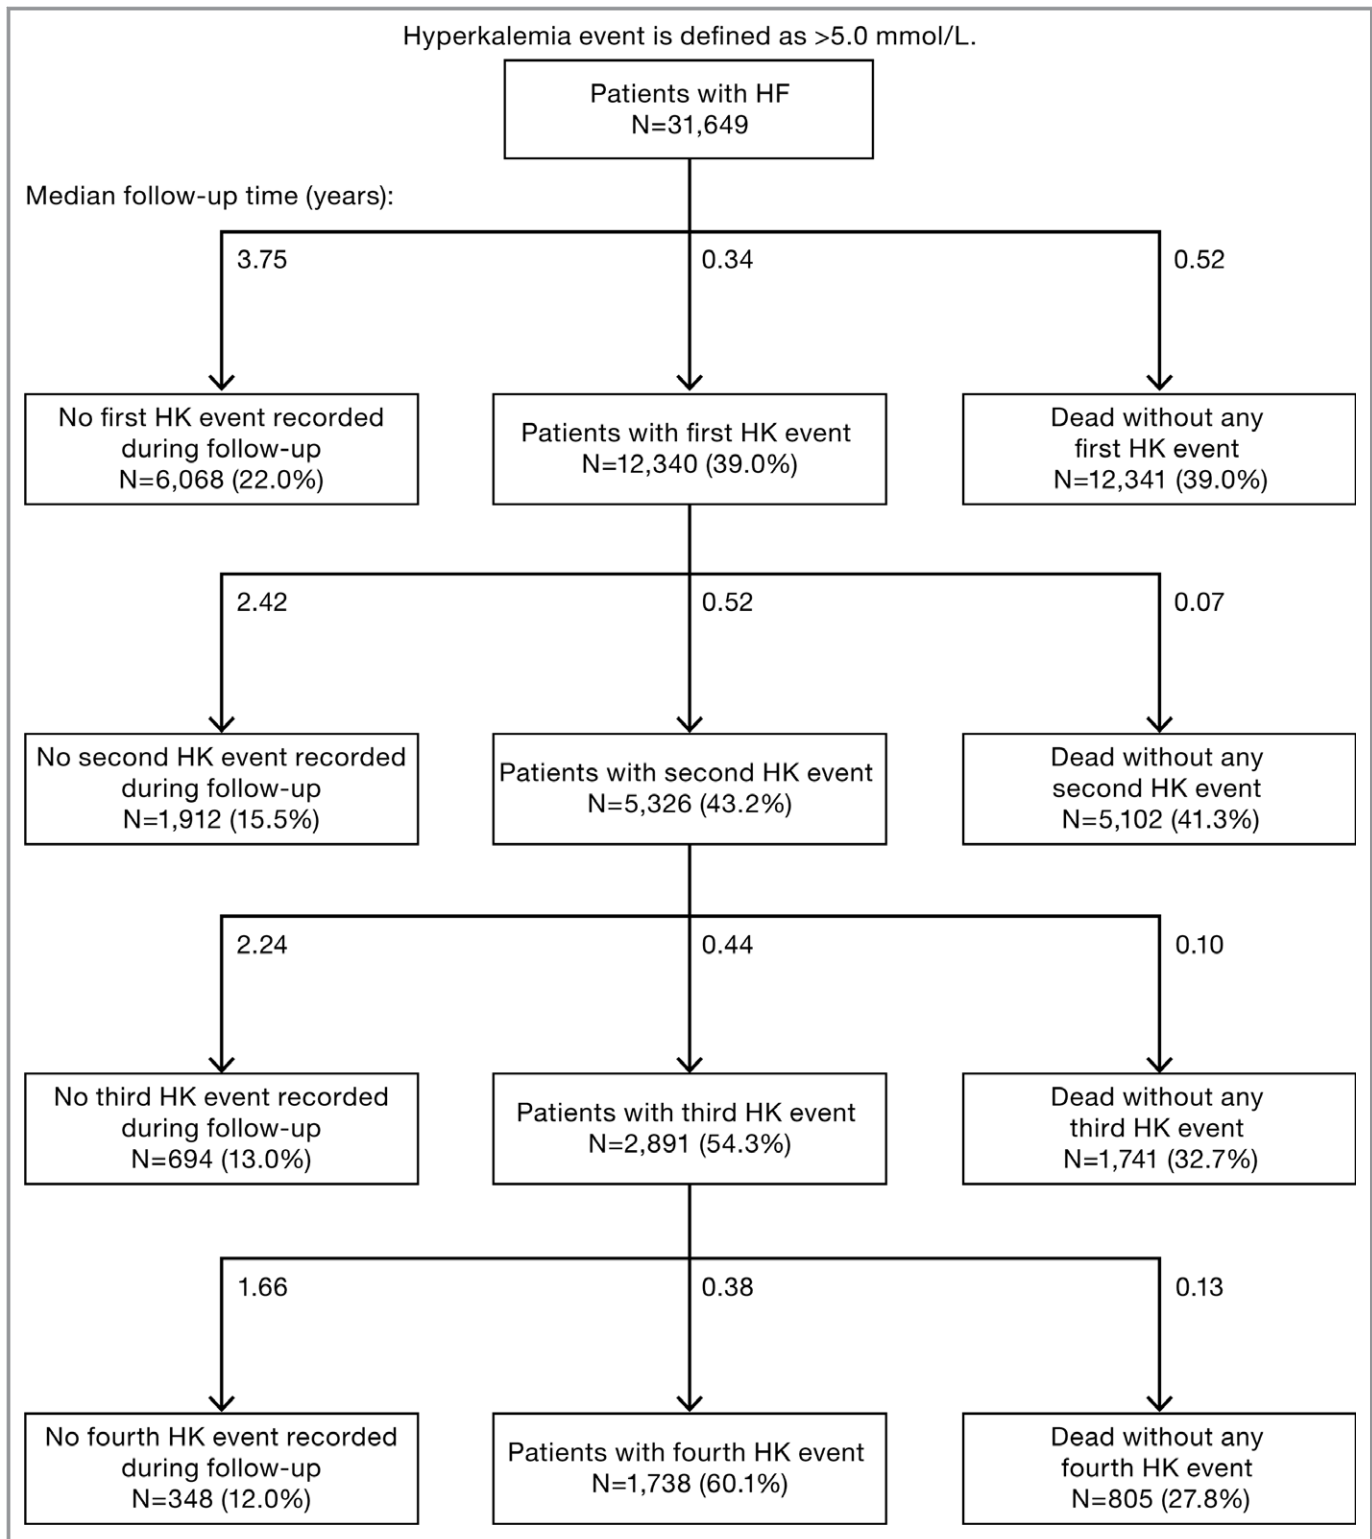 Hyperkalemia event is defined as >5.0 mmol/L.
Patients with HF
N=31,649
Median follow-up time (years):
3.75
0.34
0.52
No first HK event recorded
during follow-up
N=6,068 (22.0%)
Patients with first HK event
N=12,340 (39.0%)
Dead without any
first HK event
N=12,341 (39.0%)
2.42
0.52
0.07
No second HK event recorded
during follow-up
N=1,912 (15.5%)
Patients with second HK event
N=5,326 (43.2%)
Dead without any
second HK event
N=5,102 (41.3%)
2.24
0.44
0.10
No third HK event recorded
during follow-up
N=694 (13.0%)
Patients with third HK event
N=2,891 (54.3%)
Dead without any
third HK event
N=1,741 (32.7%)
1.66
0.38
0.13
No fourth HK event recorded
during follow-up
N=348 (12.0%)
Patients with fourth HK event
N=1,738 (60.1%)
Dead without any
fourth HK event
N=805 (27.8%)